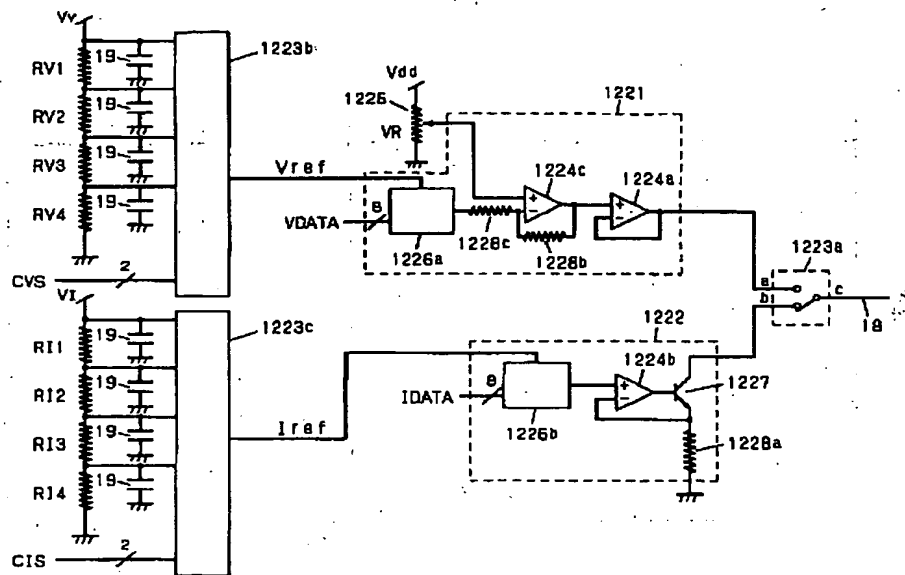 Vv
1223b
19
RV1
19
RV2
19
RV3
19
RV4
CVS 2
Vdd
1225
VR
1221
1224c
1224a
Vref
VDATA 8
1226a
1228c
1228b
1223a
a
b
c
18
VI
1223c
19
RI1
19
RI2
19
RI3
19
RI4
CIS 2
Iref
1222
1224b
1227
IDATA 8
1226b
1228a
+
-
+
-
+
-